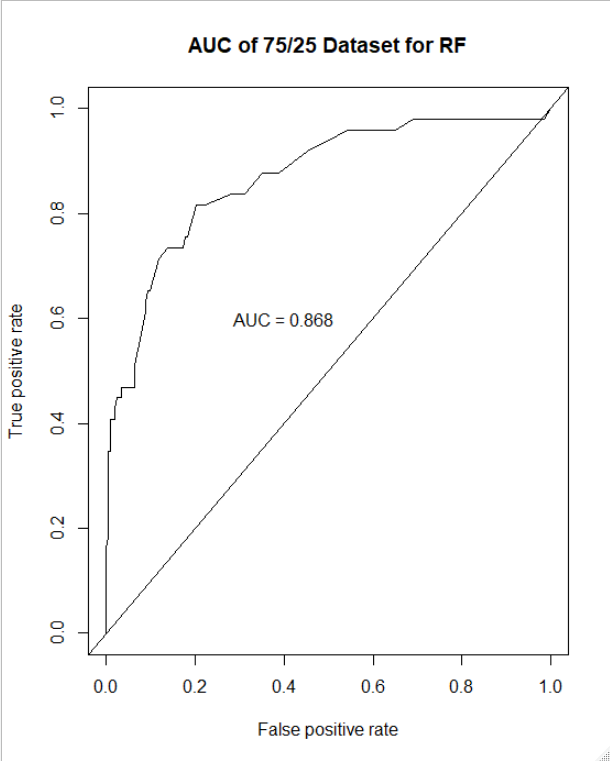 AUC of 75/25 Dataset for RF
1.0
0.8
0.6
0.4
0.2
0.0
True positive rate
AUC = 0.868
0.0 0.2 0.4 0.6 0.8 1.0
False positive rate